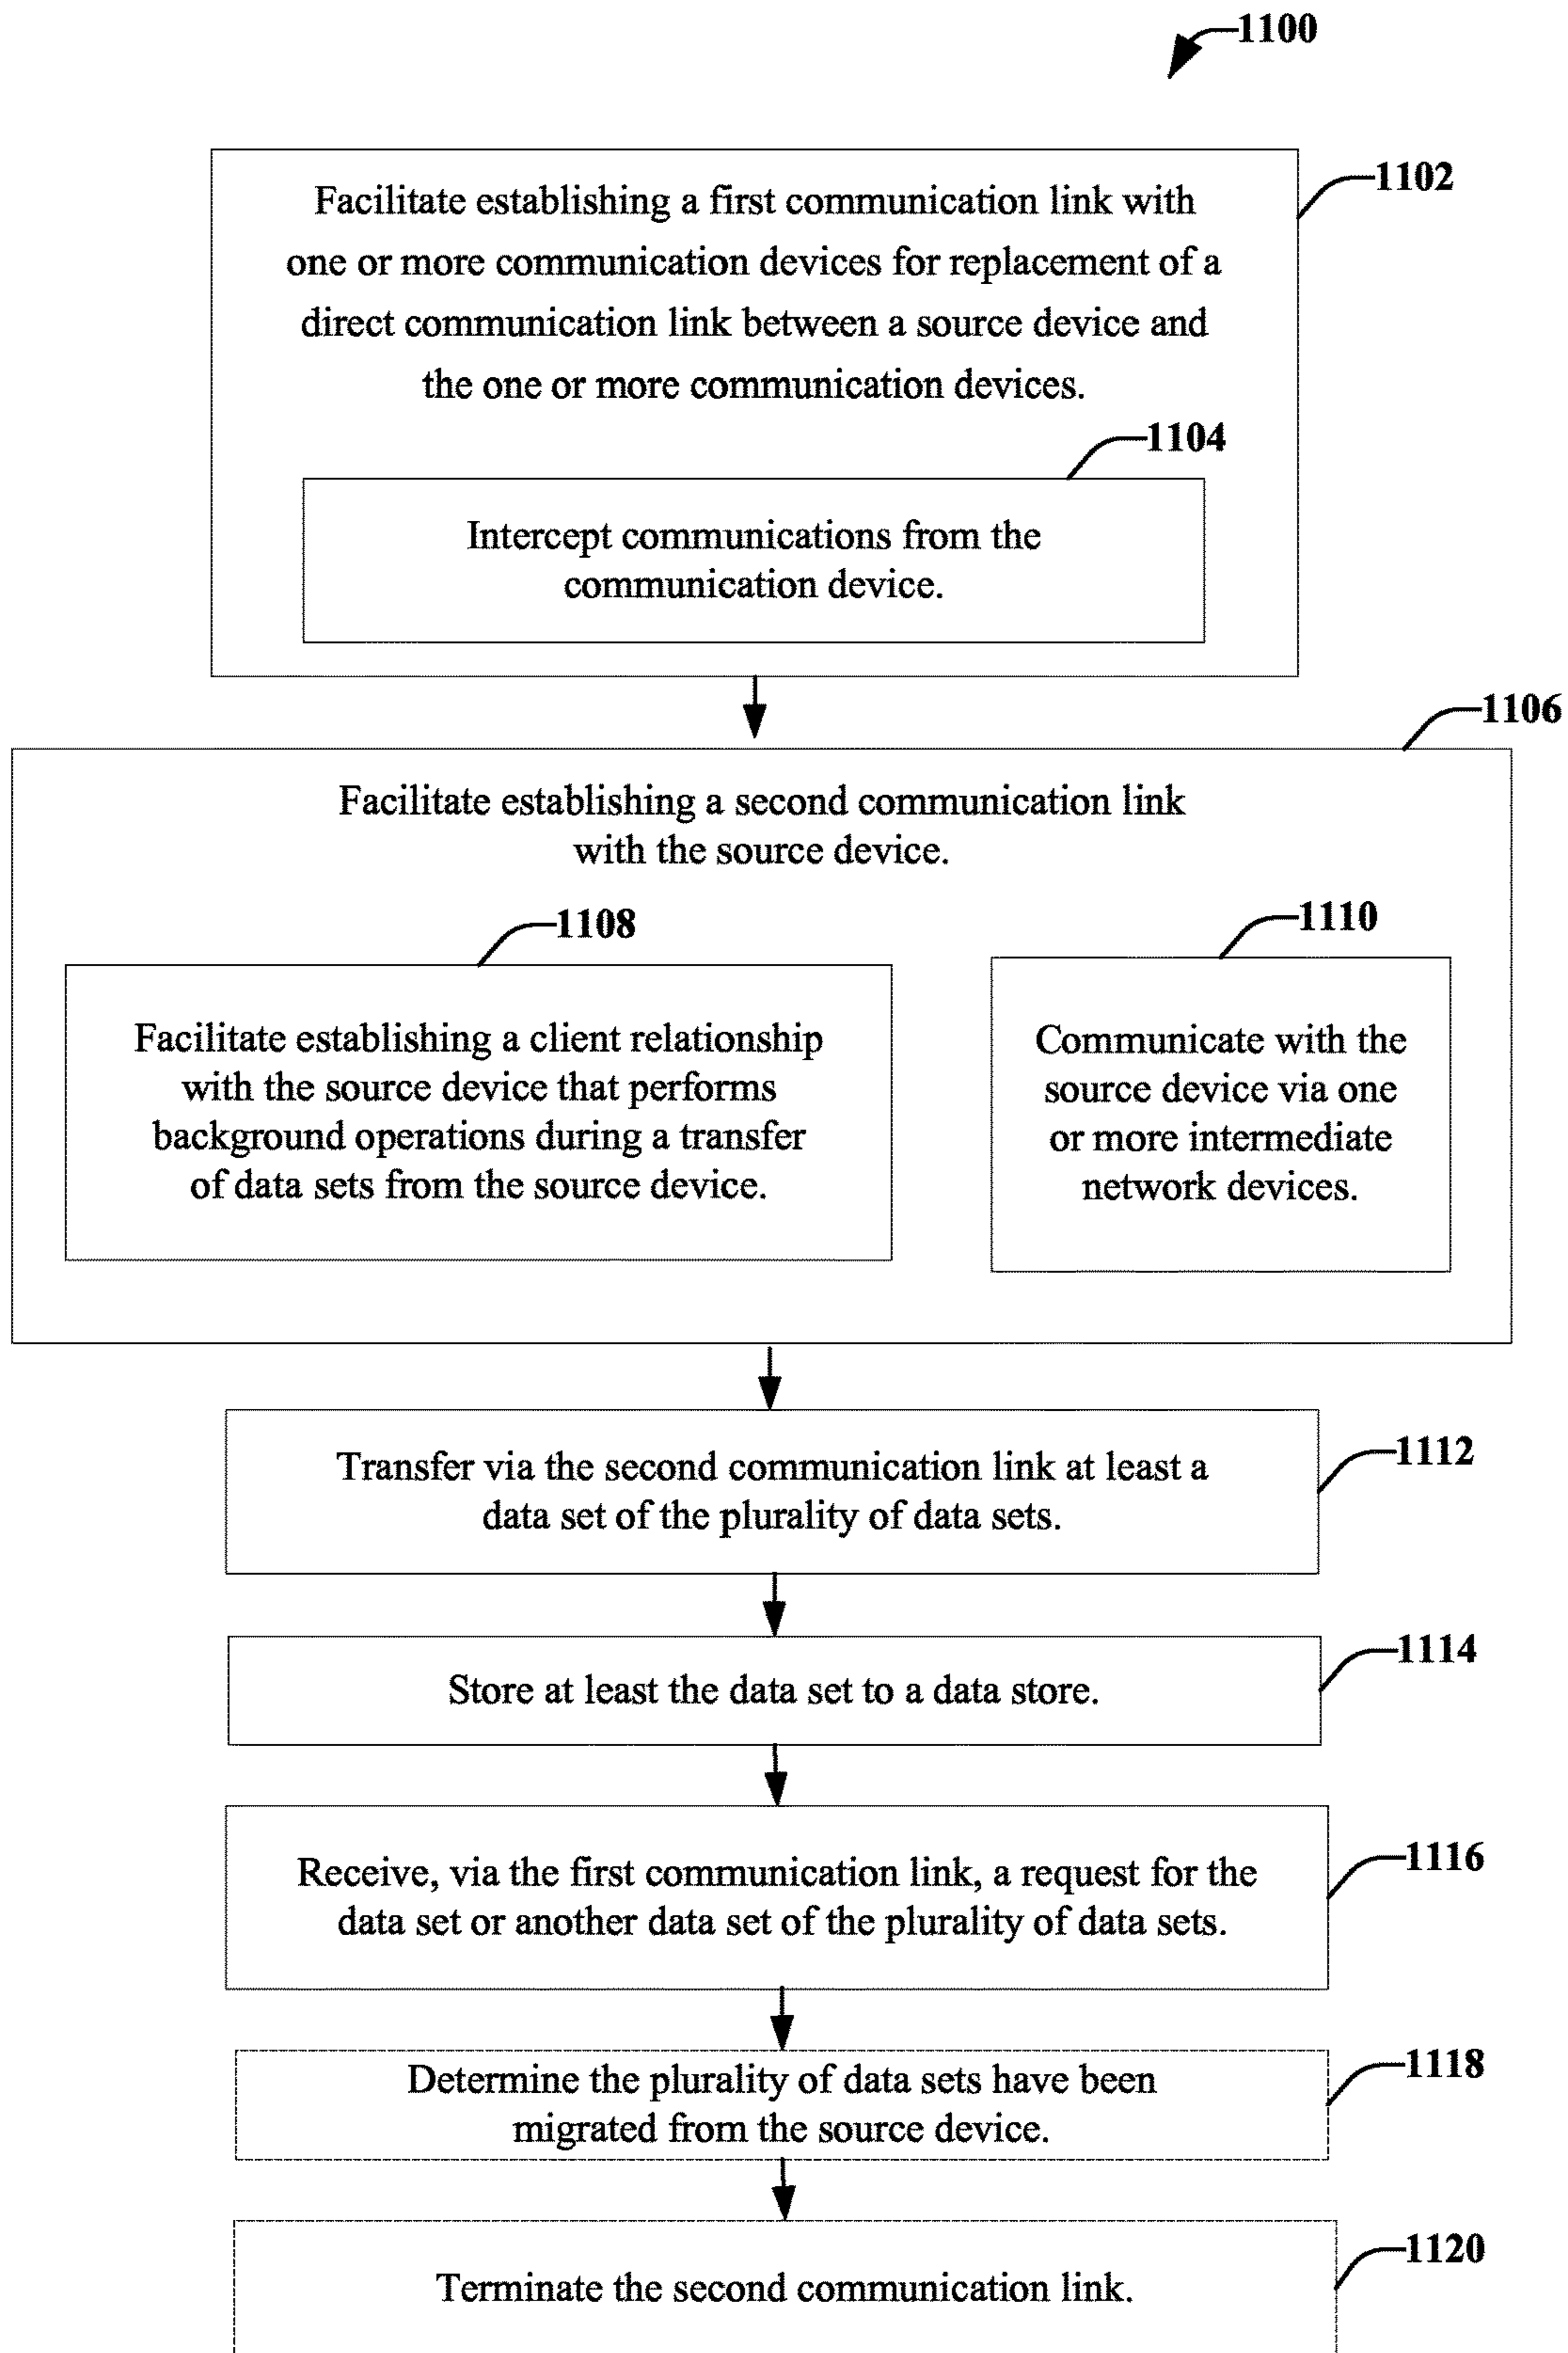 1100
1102
Facilitate establishing a first communication link with
one or more communication devices for replacement of a
direct communication link between a source device and
the one or more communication devices.
1104
Intercept communications from the
communication device.
1106
Facilitate establishing a second communication link
with the source device.
1108
Facilitate establishing a client relationship
with the source device that performs
background operations during a transfer
of data sets from the source device.
1110
Communicate with the
source device via one
or more intermediate
network devices.
1112
Transfer via the second communication link at least a
data set of the plurality of data sets.
1114
Store at least the data set to a data store.
1116
Receive, via the first communication link, a request for the
data set or another data set of the plurality of data sets.
1118
Determine the plurality of data sets have been
migrated from the source device.
1120
Terminate the second communication link.